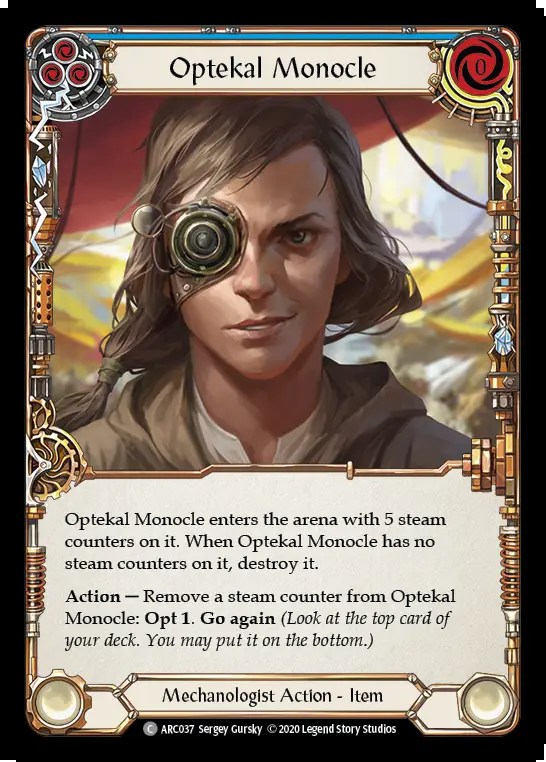 Optekal Monocle
0
Optekal Monocle enters the arena with 5 steam
counters on it. When Optekal Monocle has no
steam counters on it, destroy it.
Action — Remove a steam counter from Optekal
Monocle: Opt 1. Go again (Look at the top card of
your deck. You may put it on the bottom.)
Mechanologist Action - Item
C ARC037 Sergey Gursky © 2020 Legend Story Studios